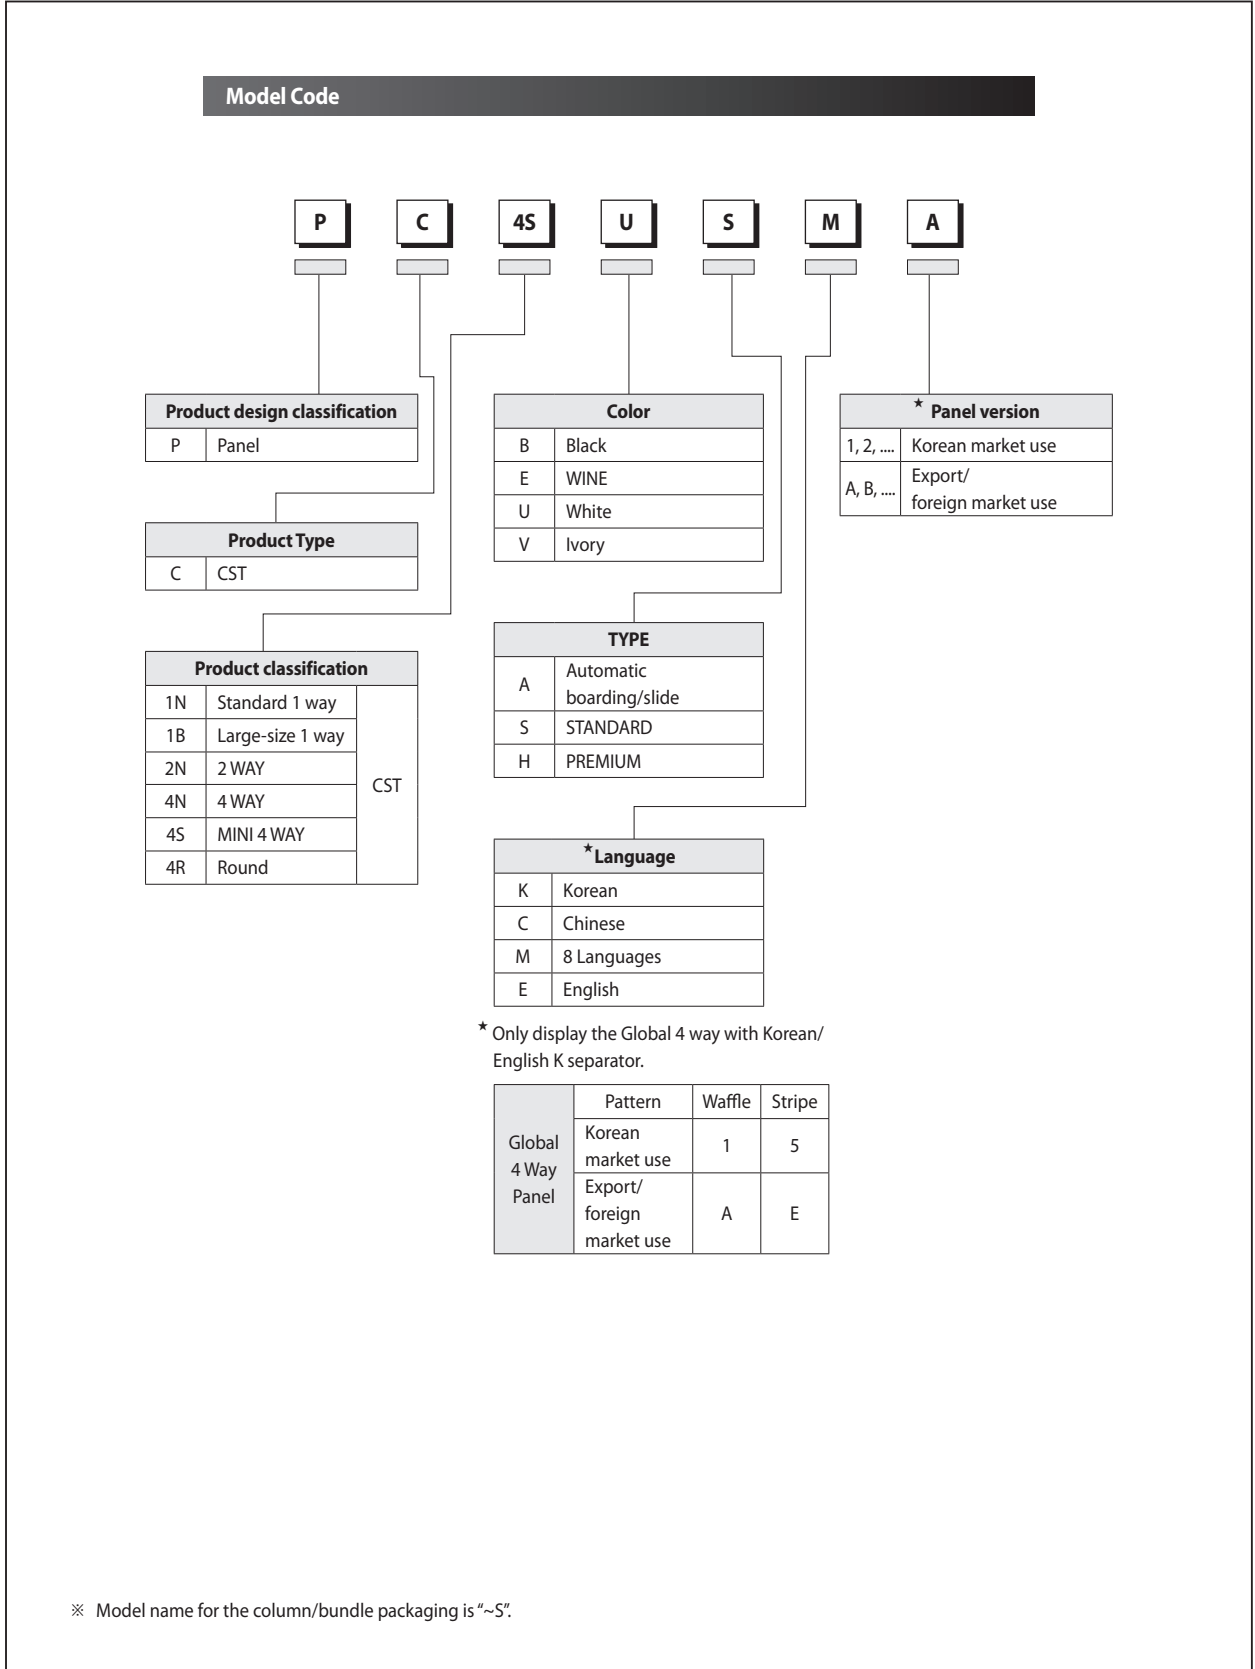 Model Code
P C 4S U S M A
Product design classification
P Panel
Product Type
C CST
Product classification
1N Standard 1 way
1B Large-size 1 way
2N 2 WAY
4N 4 WAY
4S MINI 4 WAY
4R Round
CST
Color
B Black
E WINE
U White
V Ivory
TYPE
A Automatic
boarding/slide
S STANDARD
H PREMIUM
★Language
K Korean
C Chinese
M 8 Languages
E English
★ Only display the Global 4 way with Korean/
English K separator.
Global
4 Way
Panel
Pattern Waffle Stripe
Korean
market use 1 5
Export/
foreign
market use A E
★ Panel version
1, 2, .... Korean market use
A, B, .... Export/
foreign market use
※ Model name for the column/bundle packaging is “~S”.